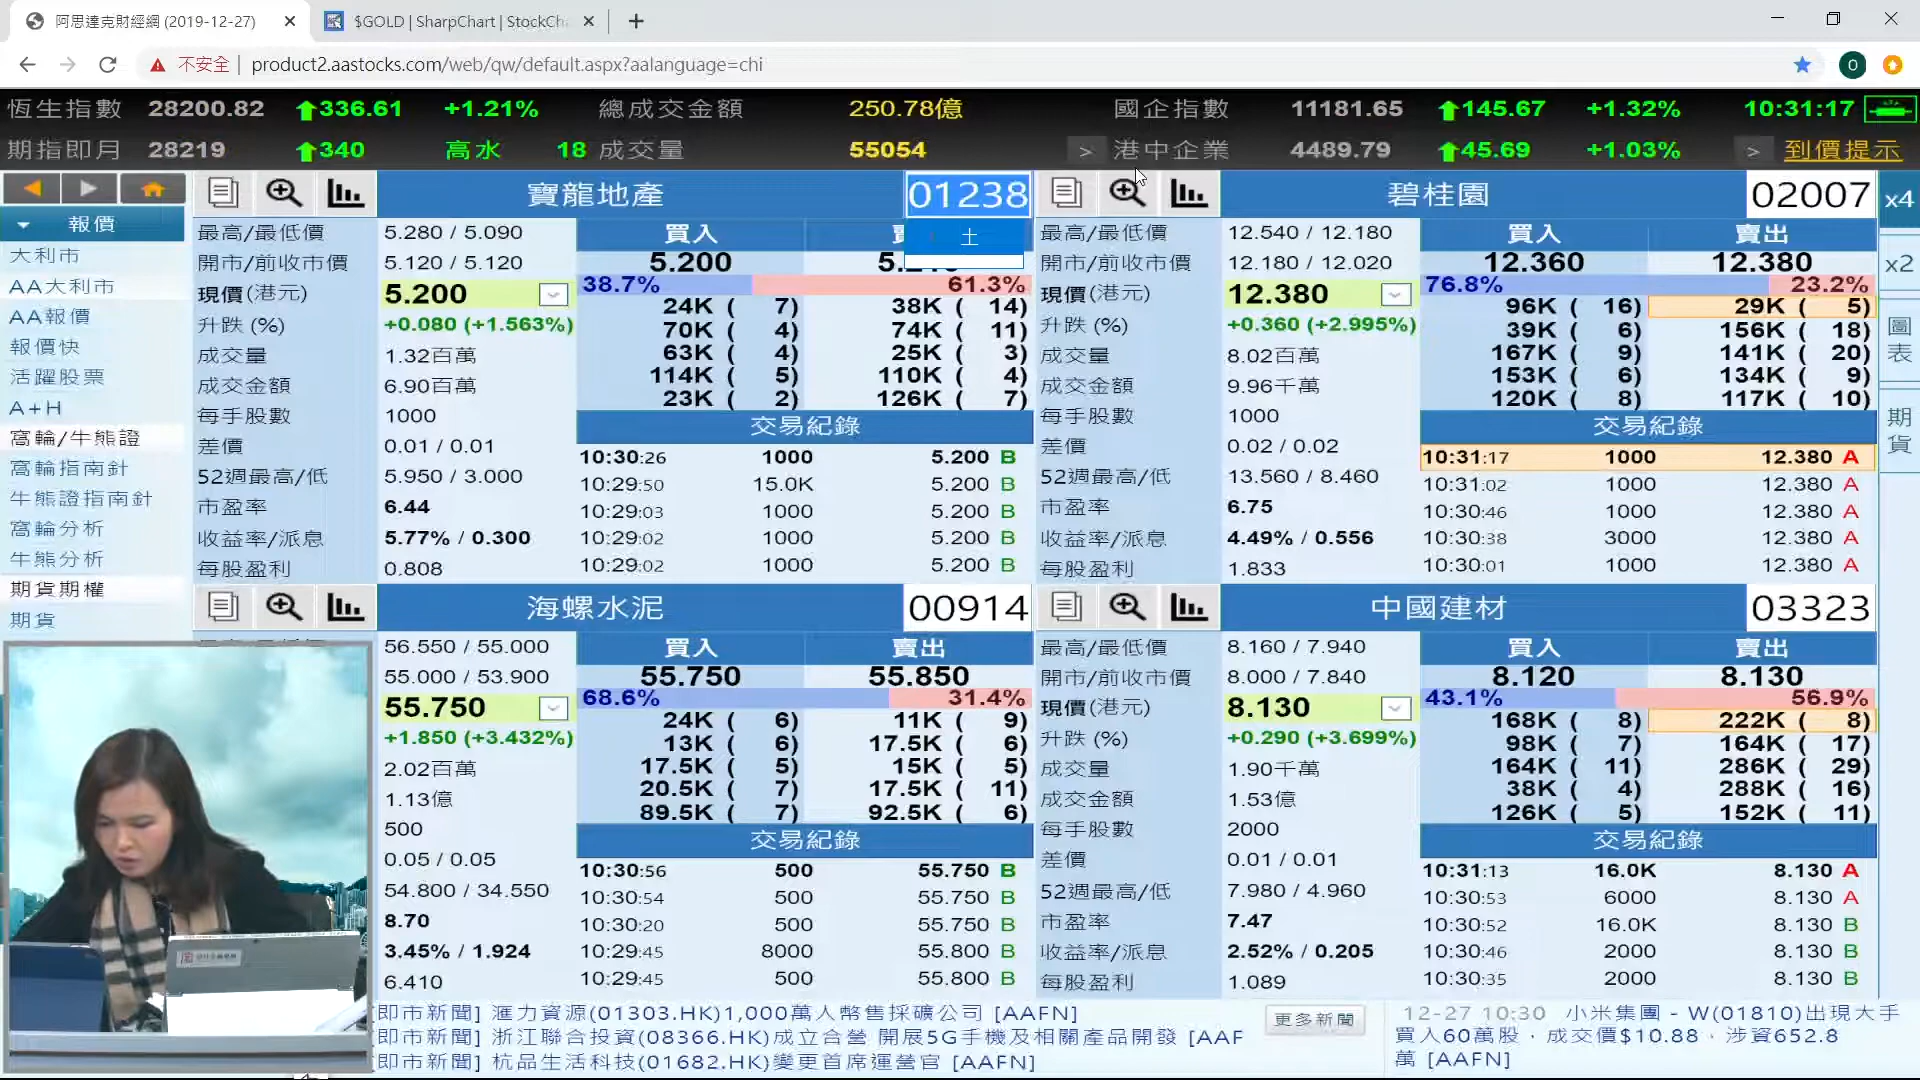 阿思達克財經網 (2019-12-27)
$GOLD | SharpChart | StockCh
不安全 | product2.aastocks.com/web/qw/default.aspx?aalanguage=chi
O
恆生指數 28200.82 336.61 +1.21% 總成交金額 250.78億 國企指數 11181.65 145.67 +1.32% 10:31:17
期指即月 28219 340 高水 18 成交量 55054 > 港中企業 4489.79 45.69 +1.03% > 到價提示
報價
大利市
AA大利市
AA報價
報價快
活躍股票
A+H
窩輪/牛熊證
窩輪指南針
牛熊證指南針
窩輪分析
牛熊分析
期貨期權
期貨
寶龍地產 01238
土
最高/最低價 5.280 / 5.090 買入
開市/前收市價 5.120 / 5.120 5.200
現價(港元) 5.200 38.7% 61.3%
升跌 (%) +0.080 (+1.563%)
成交量 1.32百萬
成交金額 6.90百萬
每手股數 1000
差價 0.01 / 0.01
52週最高/低 5.950 / 3.000
市盈率 6.44
收益率/派息 5.77% / 0.300
每股盈利 0.808
24K ( 7) 38K ( 14)
70K ( 4) 74K ( 11)
63K ( 4) 25K ( 3)
114K ( 5) 110K ( 4)
23K ( 2) 126K ( 7)
交易紀錄
10:30:26 1000 5.200 B
10:29:50 15.0K 5.200 B
10:29:03 1000 5.200 B
10:29:02 1000 5.200 B
10:29:02 1000 5.200 B
碧桂園 02007
最高/最低價 12.540 / 12.180 買入 賣出
開市/前收市價 12.180 / 12.020 12.360 12.380
現價(港元) 12.380 76.8% 23.2%
升跌 (%) +0.360 (+2.995%)
成交量 8.02百萬
成交金額 9.96千萬
每手股數 1000
差價 0.02 / 0.02
52週最高/低 13.560 / 8.460
市盈率 6.75
收益率/派息 4.49% / 0.556
每股盈利 1.833
96K ( 16) 29K ( 5)
39K ( 6) 156K ( 18)
167K ( 9) 141K ( 20)
153K ( 6) 134K ( 9)
120K ( 8) 117K ( 10)
交易紀錄
10:31:17 1000 12.380 A
10:31:02 1000 12.380 A
10:30:46 1000 12.380 A
10:30:38 3000 12.380 A
10:30:01 1000 12.380 A
x4
x2
圖表
期貨
海螺水泥 00914
56.550 / 55.000 買入 賣出
55.000 / 53.900 55.750 55.850
55.750 68.6% 31.4%
+1.850 (+3.432%)
2.02百萬
1.13億
500
0.05 / 0.05
54.800 / 34.550
8.70
3.45% / 1.924
6.410
24K ( 6) 11K ( 9)
13K ( 6) 17.5K ( 6)
17.5K ( 5) 15K ( 5)
20.5K ( 7) 17.5K ( 11)
89.5K ( 7) 92.5K ( 6)
交易紀錄
10:30:56 500 55.750 B
10:30:54 500 55.750 B
10:30:20 500 55.750 B
10:29:45 8000 55.800 B
10:29:45 500 55.800 B
中國建材 03323
最高/最低價 8.160 / 7.940 買入 賣出
開市/前收市價 8.000 / 7.840 8.120 8.130
現價(港元) 8.130 43.1% 56.9%
升跌 (%) +0.290 (+3.699%)
成交量 1.90千萬
成交金額 1.53億
每手股數 2000
差價 0.01 / 0.01
52週最高/低 7.980 / 4.960
市盈率 7.47
收益率/派息 2.52% / 0.205
每股盈利 1.089
168K ( 8) 222K ( 8)
98K ( 7) 164K ( 17)
164K ( 11) 286K ( 29)
38K ( 4) 288K ( 16)
126K ( 5) 152K ( 11)
交易紀錄
10:31:13 16.0K 8.130 A
10:30:53 6000 8.130 A
10:30:52 16.0K 8.130 B
10:30:46 2000 8.130 B
10:30:35 2000 8.130 B
即市新聞] 滙力資源(01303.HK)1,000萬人幣售採礦公司 [AAFN]
即市新聞] 浙江聯合投資(08366.HK)成立合營 開展5G手機及相關產品開發 [AAF
即市新聞] 杭品生活科技(01682.HK)變更首席運營官 [AAFN]
更多新聞
12-27 10:30 小米集團 - W(01810)出現大手
買入60萬股，成交價$10.88，涉資652.8
萬 [AAFN]